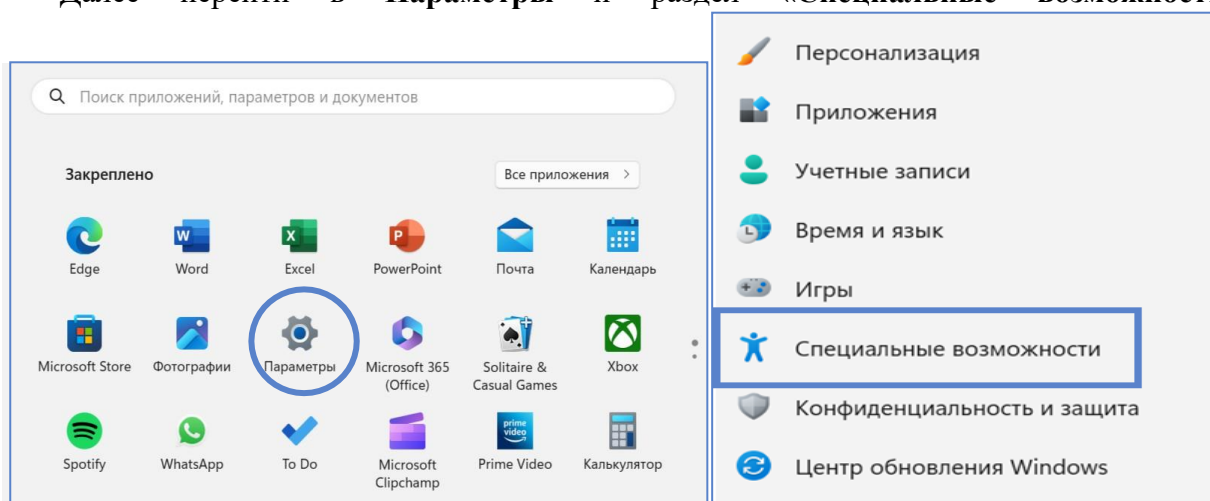 Далее перейти в Параметры и раздел «Специальные возможности
Поиск приложений, параметров и документов
Закреплено
Все приложения
Edge
Word
Excel
PowerPoint
Почта
Календарь
Microsoft Store
Фотографии
Параметры
Microsoft 365
(Office)
Solitaire &
Casual Games
Xbox
Spotify
WhatsApp
To Do
Microsoft
Clipchamp
prime
video
Prime Video
Калькулятор
Персонализация
Приложения
Учетные записи
Время и язык
Игры
Специальные возможности
Конфиденциальность и защита
Центр обновления Windows